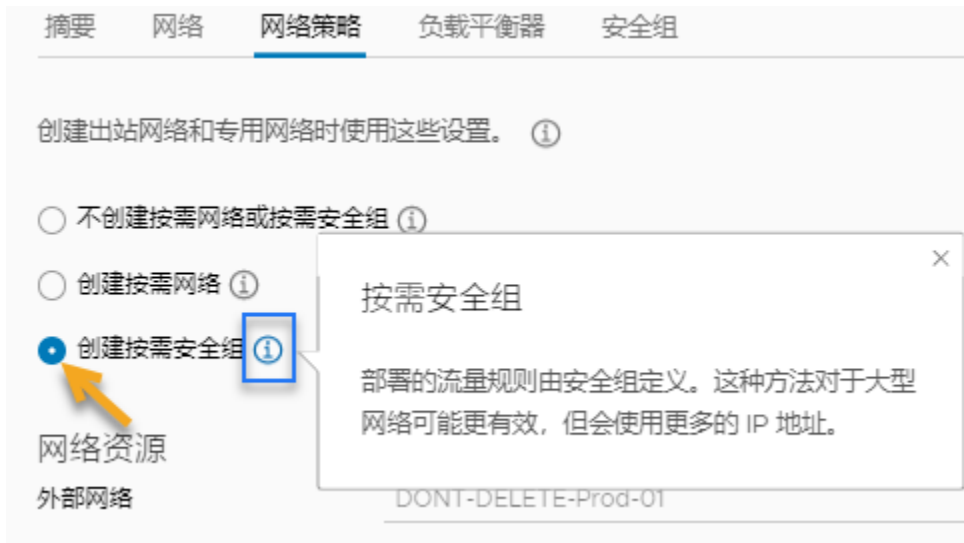 摘要 网络 网络策略 负载平衡器 安全组
创建出站网络和专用网络时使用这些设置。
不创建按需网络或按需安全组
创建按需网络
创建按需安全组
按需安全组
部署的流量规则由安全组定义。这种方法对于大型
网络可能更有效，但会使用更多的 IP 地址。
网络资源
外部网络 DONT-DELETE-Prod-01